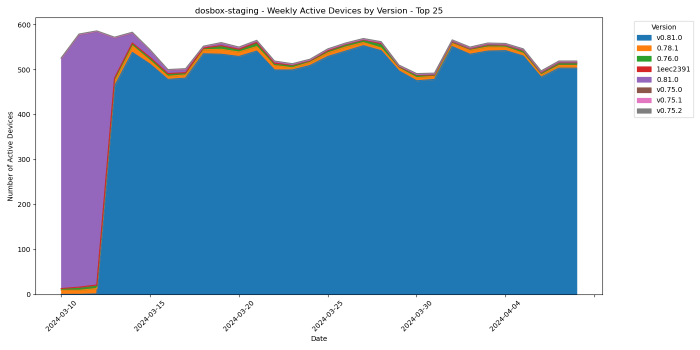 dosbox-staging - Weekly Active Devices by Version - Top 25
Number of Active Devices
600
500
400
300
200
100
0
2024-03-10
2024-03-15
2024-03-20
2024-03-25
2024-03-30
2024-04-04
Date
Version
v0.81.0
0.78.1
0.76.0
1eec2391
0.81.0
v0.75.0
v0.75.1
v0.75.2